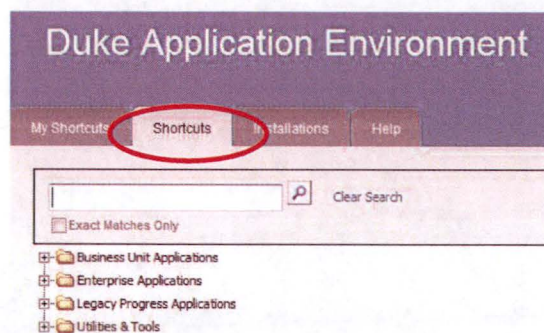 Duke Application Environment
My Shortcuts Shortcuts Installations Help
Clear Search
Exact Matches Only
Business Unit Applications
Enterprise Applications
Legacy Progress Applications
Utilities & Tools